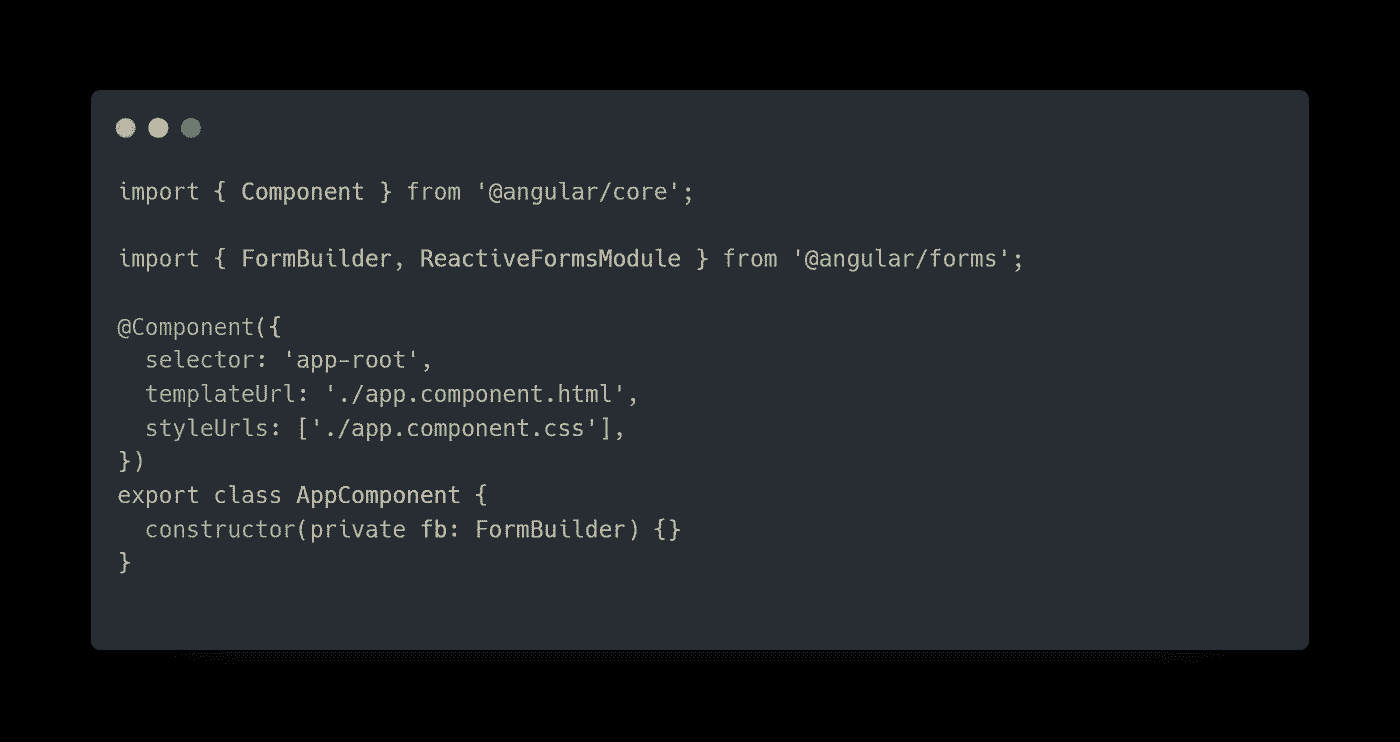 import { Component } from '@angular/core';
import { FormBuilder, ReactiveFormsModule } from '@angular/forms';
@Component({
  selector: 'app-root',
  templateUrl: './app.component.html',
  styleUrls: ['./app.component.css'],
})
export class AppComponent {
  constructor(private fb: FormBuilder) {}
}